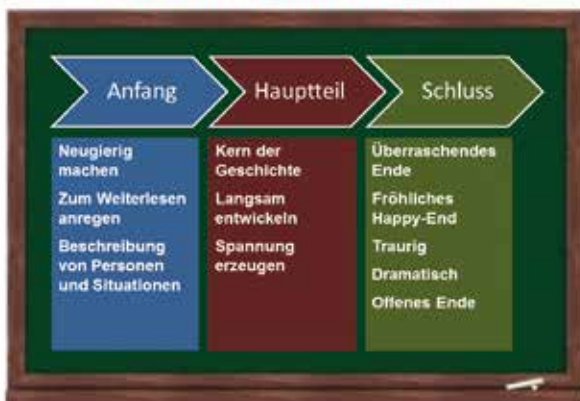 Anfang
Hauptteil
Schluss
Neugierig
machen
Zum Weiterlesen
anregen
Beschreibung
von Personen
und Situationen
Kern der
Geschichte
Langsam
entwickeln
Spannung
erzeugen
Überraschendes
Ende
Fröhliches
Happy-End
Traurig
Dramatisch
Offenes Ende